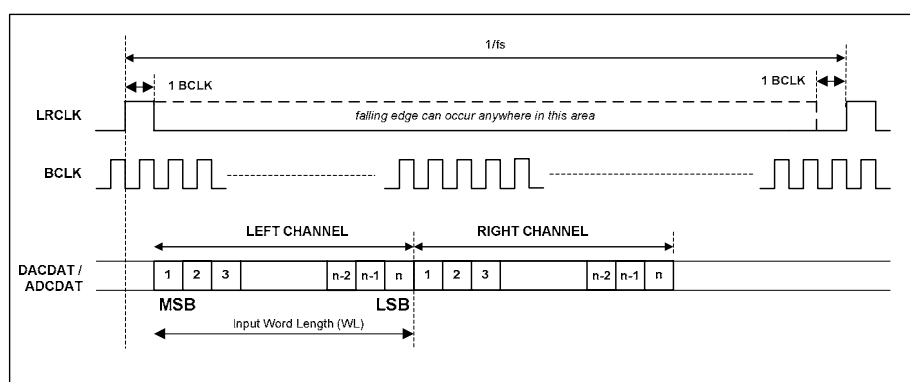 1/fs
1 BCLK
1 BCLK
LRCLK
falling edge can occur anywhere in this area
BCLK
LEFT CHANNEL
RIGHT CHANNEL
DACDAT /
ADCDAT
1 2 3 n-2 n-1 n 1 2 3 n-2 n-1 n
MSB
LSB
Input Word Length (WL)